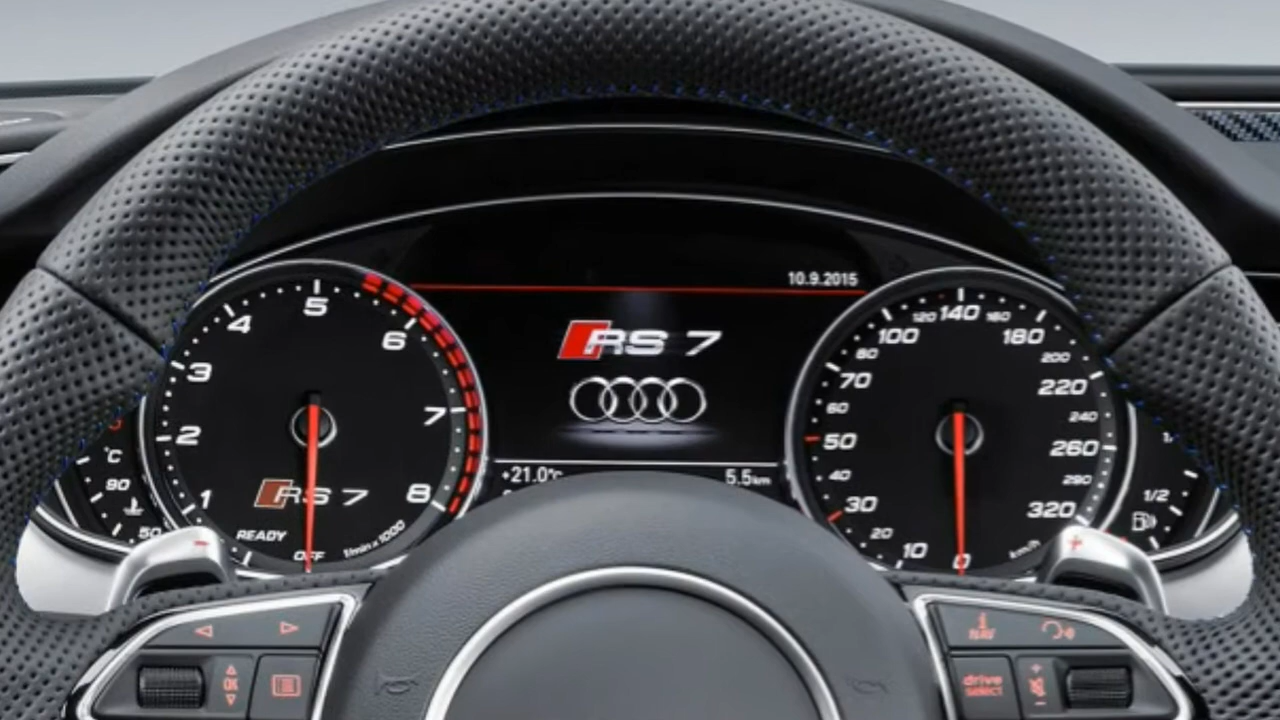 10.9.2015
RS 7
+21.0°C
5.5km
5
4
6
3
7
2
8
1
RS 7
READY
OFF
1/min x 1000
°C
90
50
140
120
160
100
180
80
200
70
220
60
240
50
260
40
280
30
320
20
10
0
km/h
1/2
-
+
OK
drive
select